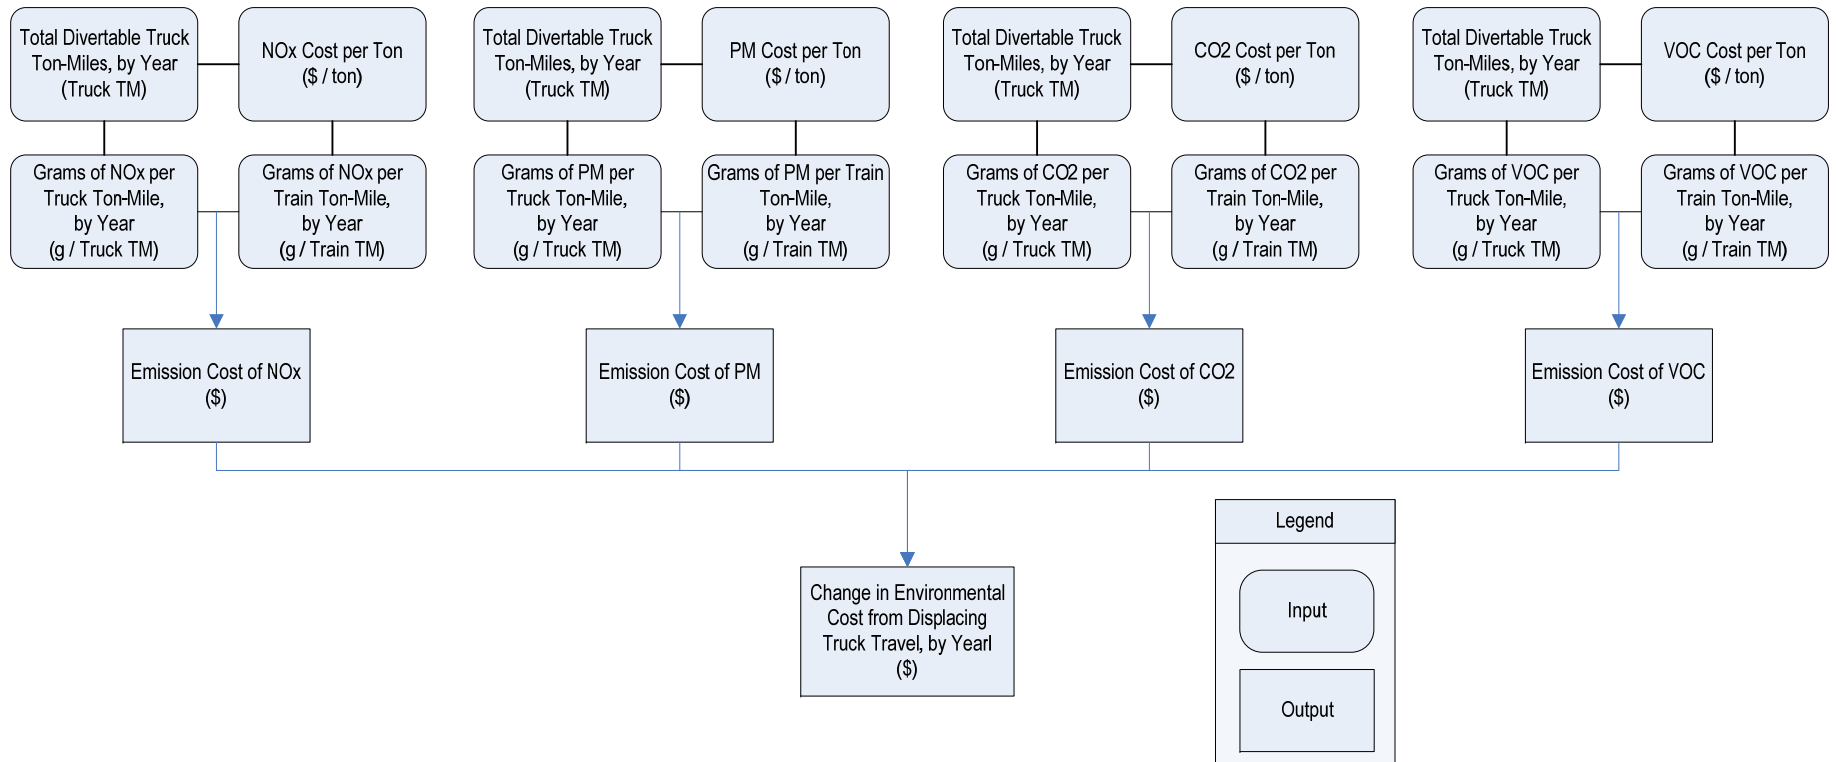 Total Divertable Truck
Ton-Miles, by Year
(Truck TM)
NOx Cost per Ton
($ / ton)
Grams of NOx per
Truck Ton-Mile,
by Year
(g / Truck TM)
Grams of NOx per
Train Ton-Mile,
by Year
(g / Train TM)
Total Divertable Truck
Ton-Miles, by Year
(Truck TM)
PM Cost per Ton
($ / ton)
Grams of PM per
Truck Ton-Mile,
by Year
(g / Truck TM)
Grams of PM per Train
Ton-Mile,
by Year
(g / Train TM)
Total Divertable Truck
Ton-Miles, by Year
(Truck TM)
CO2 Cost per Ton
($ / ton)
Grams of CO2 per
Truck Ton-Mile,
by Year
(g / Truck TM)
Grams of CO2 per
Train Ton-Mile,
by Year
(g / Train TM)
Total Divertable Truck
Ton-Miles, by Year
(Truck TM)
VOC Cost per Ton
($ / ton)
Grams of VOC per
Truck Ton-Mile,
by Year
(g / Truck TM)
Grams of VOC per
Train Ton-Mile,
by Year
(g / Train TM)
Emission Cost of NOx
($)
Emission Cost of PM
($)
Emission Cost of CO2
($)
Emission Cost of VOC
($)
Change in Environmental
Cost from Displacing
Truck Travel, by Yearl
($)
Legend
Input
Output